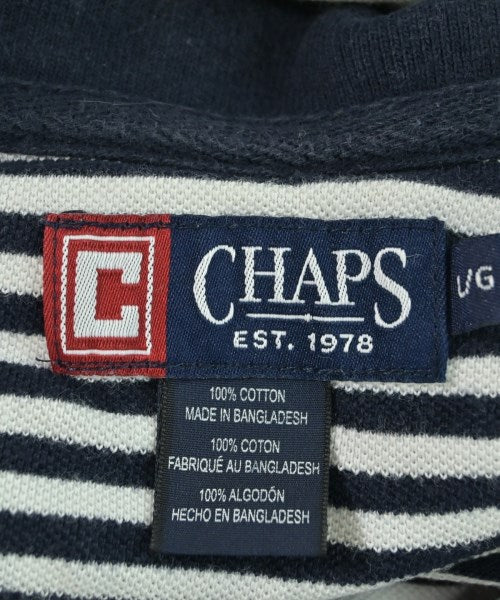 C
CHAPS
EST. 1978
L/G
100% COTTON
MADE IN BANGLADESH
100% COTON
FABRIQUÉ AU BANGLADESH
100% ALGODÓN
HECHO EN BANGLADESH